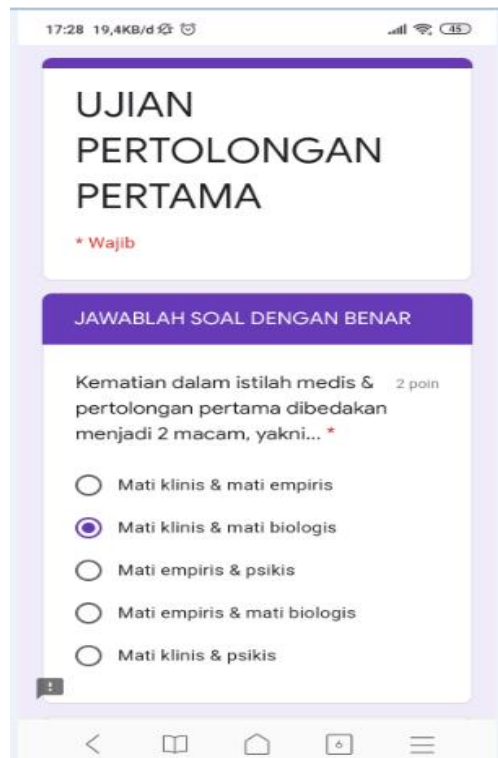 17:28 19,4KB/d
45
UJIAN
PERTOLONGAN
PERTAMA
* Wajib
JAWABLAH SOAL DENGAN BENAR
Kematian dalam istilah medis & 2 poin
pertolongan pertama dibedakan
menjadi 2 macam, yakni... *
Mati klinis & mati empiris
Mati klinis & mati biologis
Mati empiris & psikis
Mati empiris & mati biologis
Mati klinis & psikis
6